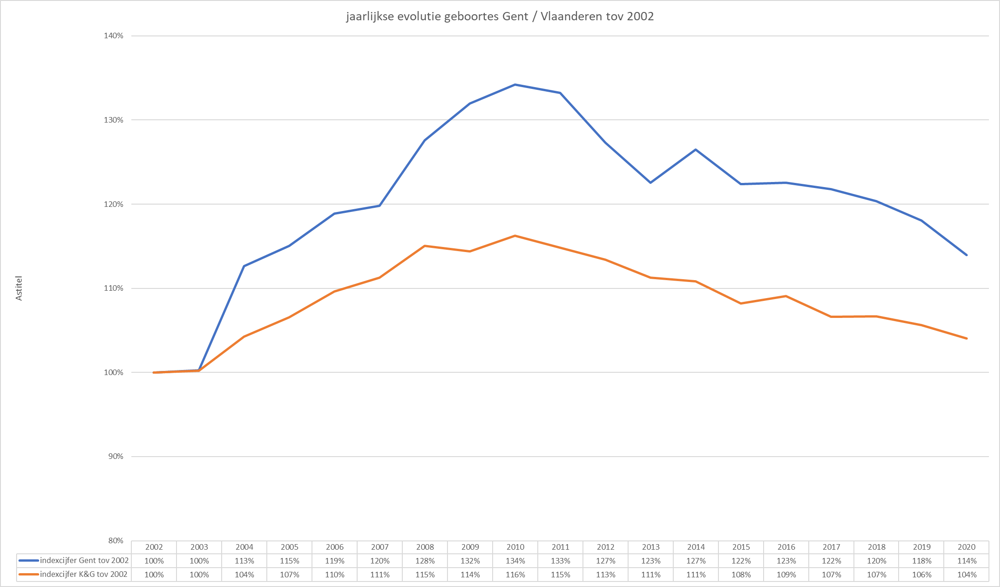 jaarlijkse evolutie geboortes Gent / Vlaanderen tov 2002
140%
130%
120%
110%
100%
90%
80%
Astitel
2002 2003 2004 2005 2006 2007 2008 2009 2010 2011 2012 2013 2014 2015 2016 2017 2018 2019 2020
indexcijfer Gent tov 2002 100% 100% 113% 115% 119% 120% 128% 132% 134% 133% 127% 123% 127% 122% 123% 122% 120% 118% 114%
indexcijfer K&G tov 2002 100% 100% 104% 107% 110% 111% 115% 114% 116% 115% 113% 111% 111% 108% 109% 107% 107% 106% 104%